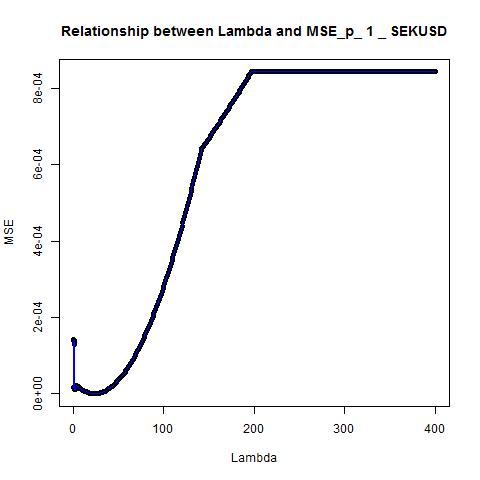 Relationship between Lambda and MSE_p_ 1 _ SEKUSD
8e-04
6e-04
4e-04
2e-04
0e+00
MSE
0 100 200 300 400
Lambda